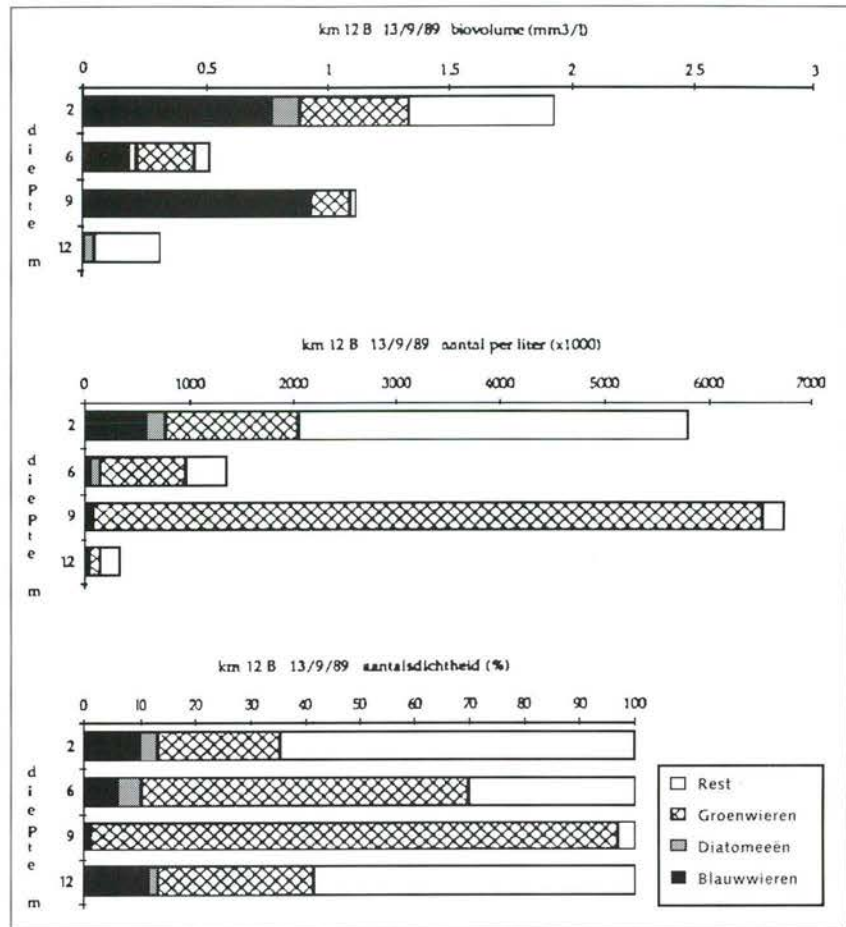 km 12 B 13/9/89 biovolume (mm3/l)
0 0.5 1 1.5 2 2.5 3
2
6
9
12
diepte m
km 12 B 13/9/89 aantal per liter (x1000)
0 1000 2000 3000 4000 5000 6000 7000
2
6
9
12
diepte m
km 12 B 13/9/89 aantalsdichtheid (%)
0 10 20 30 40 50 60 70 80 90 100
2
6
9
12
diepte m
Rest
Groenwieren
Diatomeeën
Blauwwieren